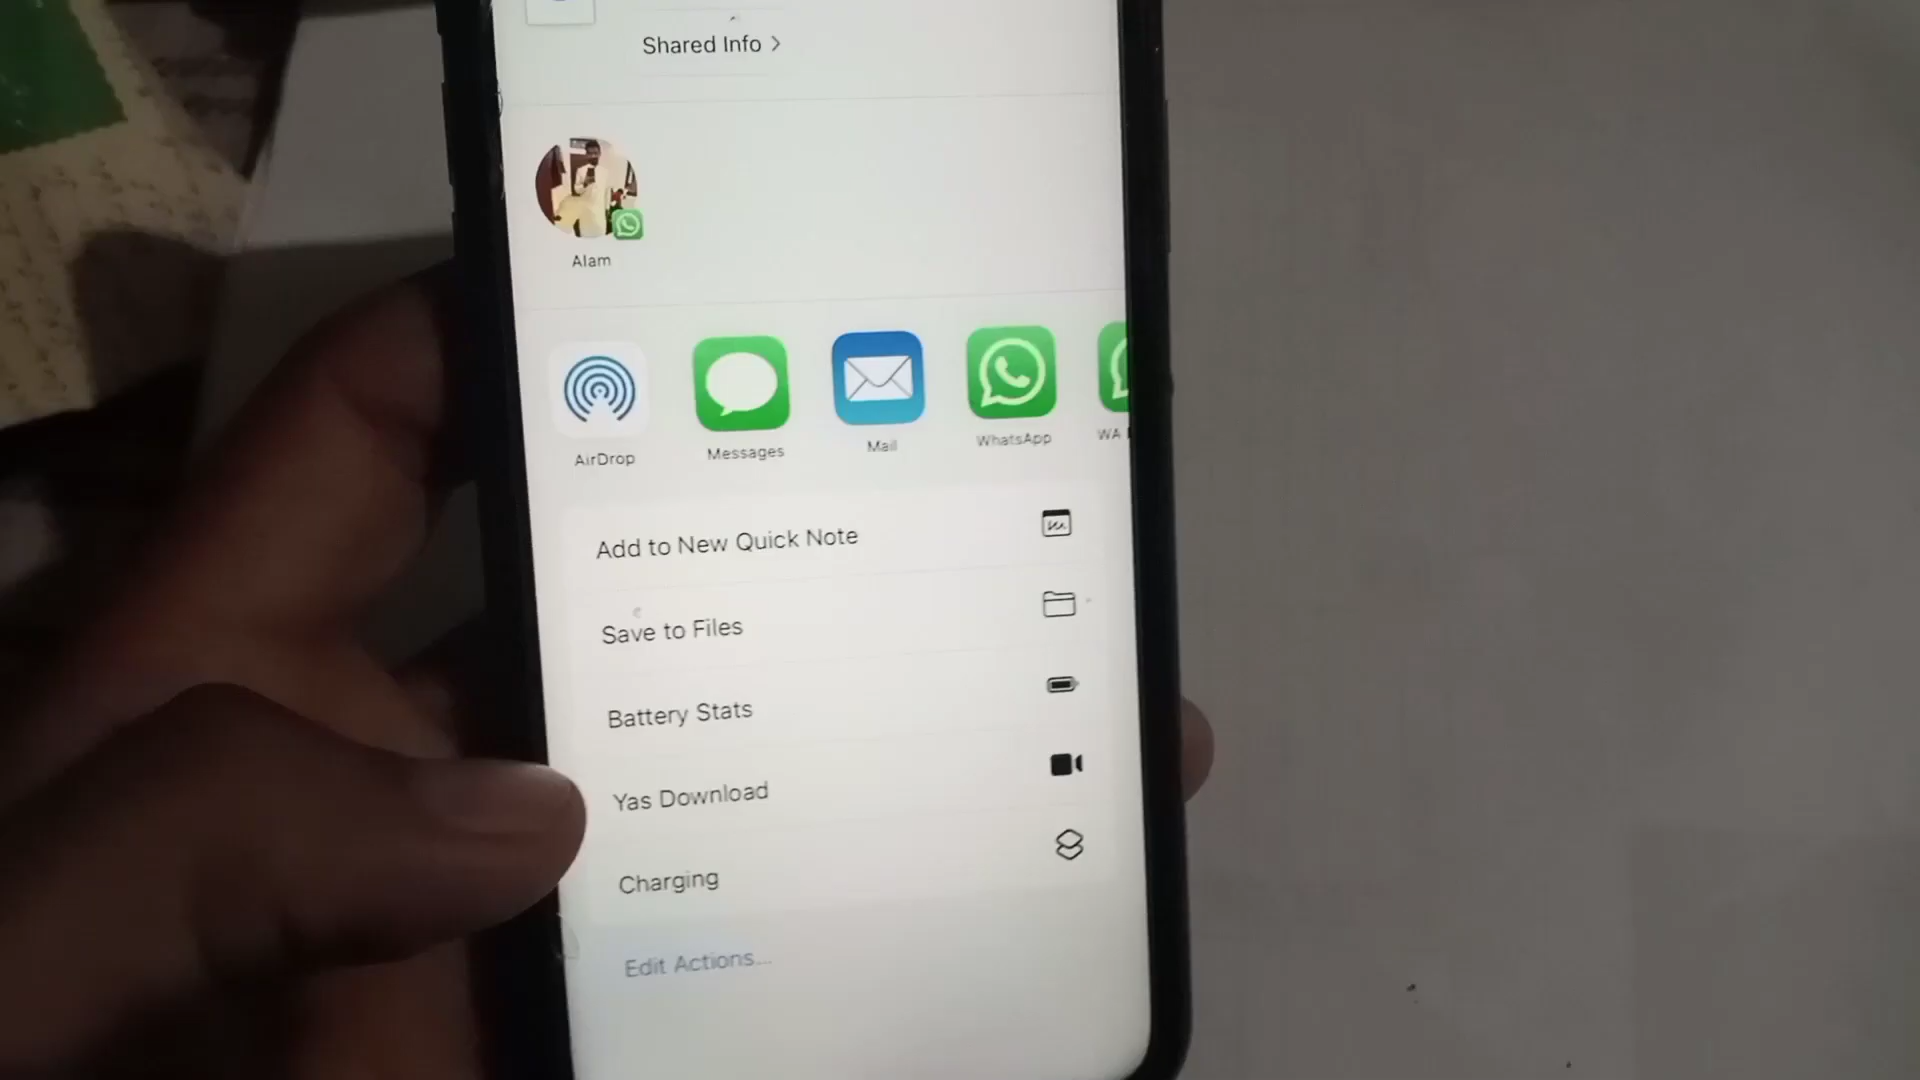 Shared Info >
Alam
AirDrop
Messages
Mail
WhatsApp
WA
Add to New Quick Note
Save to Files
Battery Stats
Yas Download
Charging
Edit Actions...